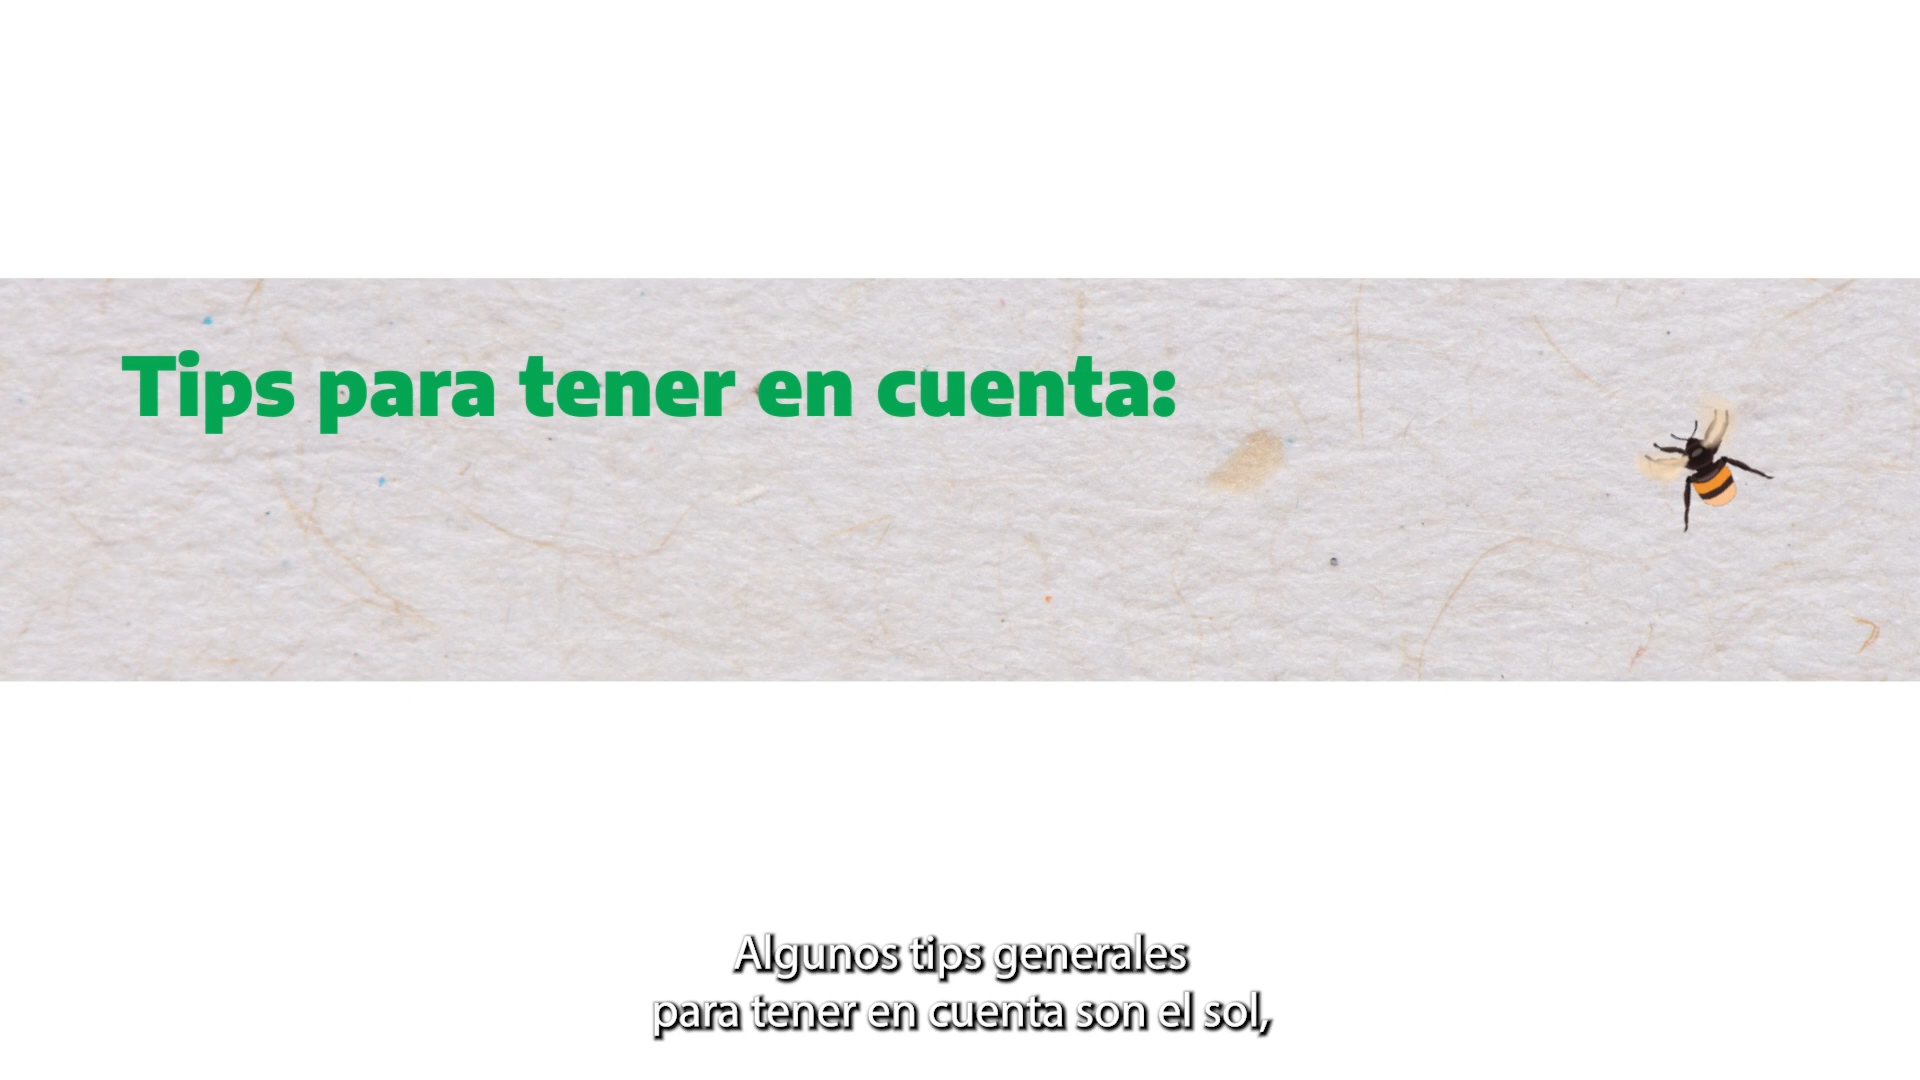 Tips para tener en cuenta:
Algunos tips generales
para tener en cuenta son el sol,